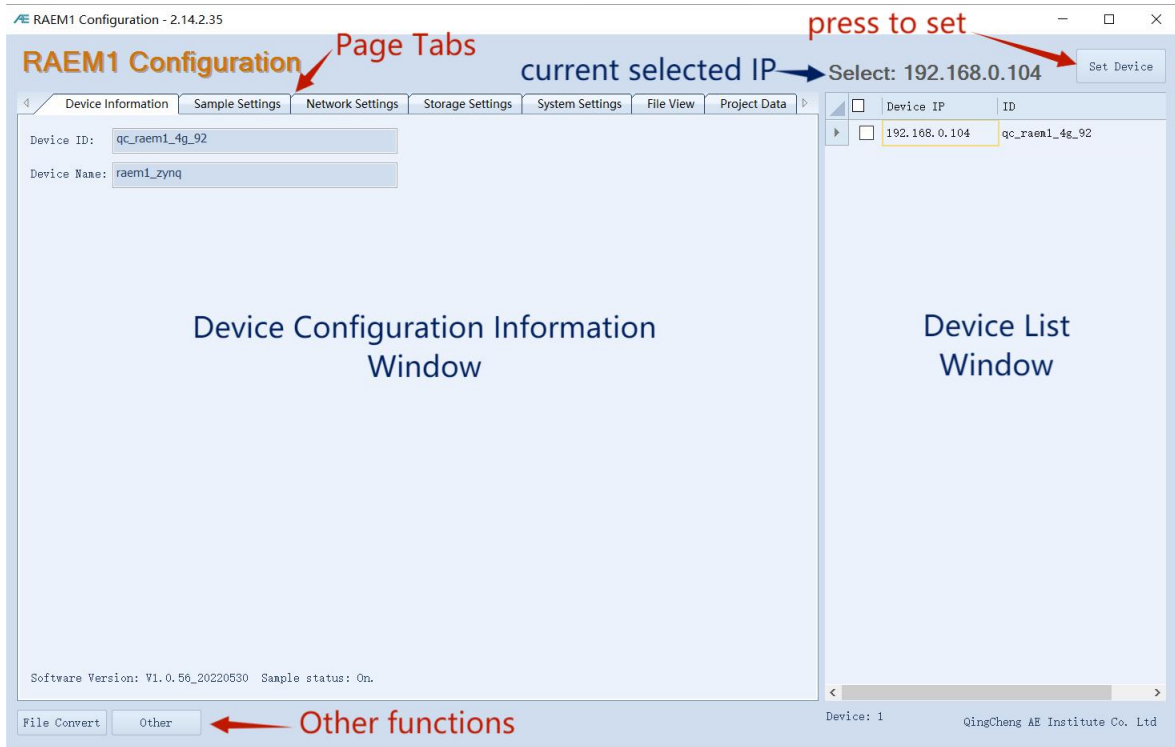 RAEM1 Configuration - 2.14.2.35
press to set
RAEM1 Configuration
Page Tabs
current selected IP
Select: 192.168.0.104
Set Device
Device Information Sample Settings Network Settings Storage Settings System Settings File View Project Data
Device IP ID
Device ID: qc_raem1_4g_92
192.168.0.104 qc_raem1_4g_92
Device Name: raem1_zynq
Device Configuration Information
Window
Device List
Window
Software Version: V1.0.56_20220530 Sample status: On.
File Convert Other
Other functions
Device: 1
QingCheng AE Institute Co. Ltd